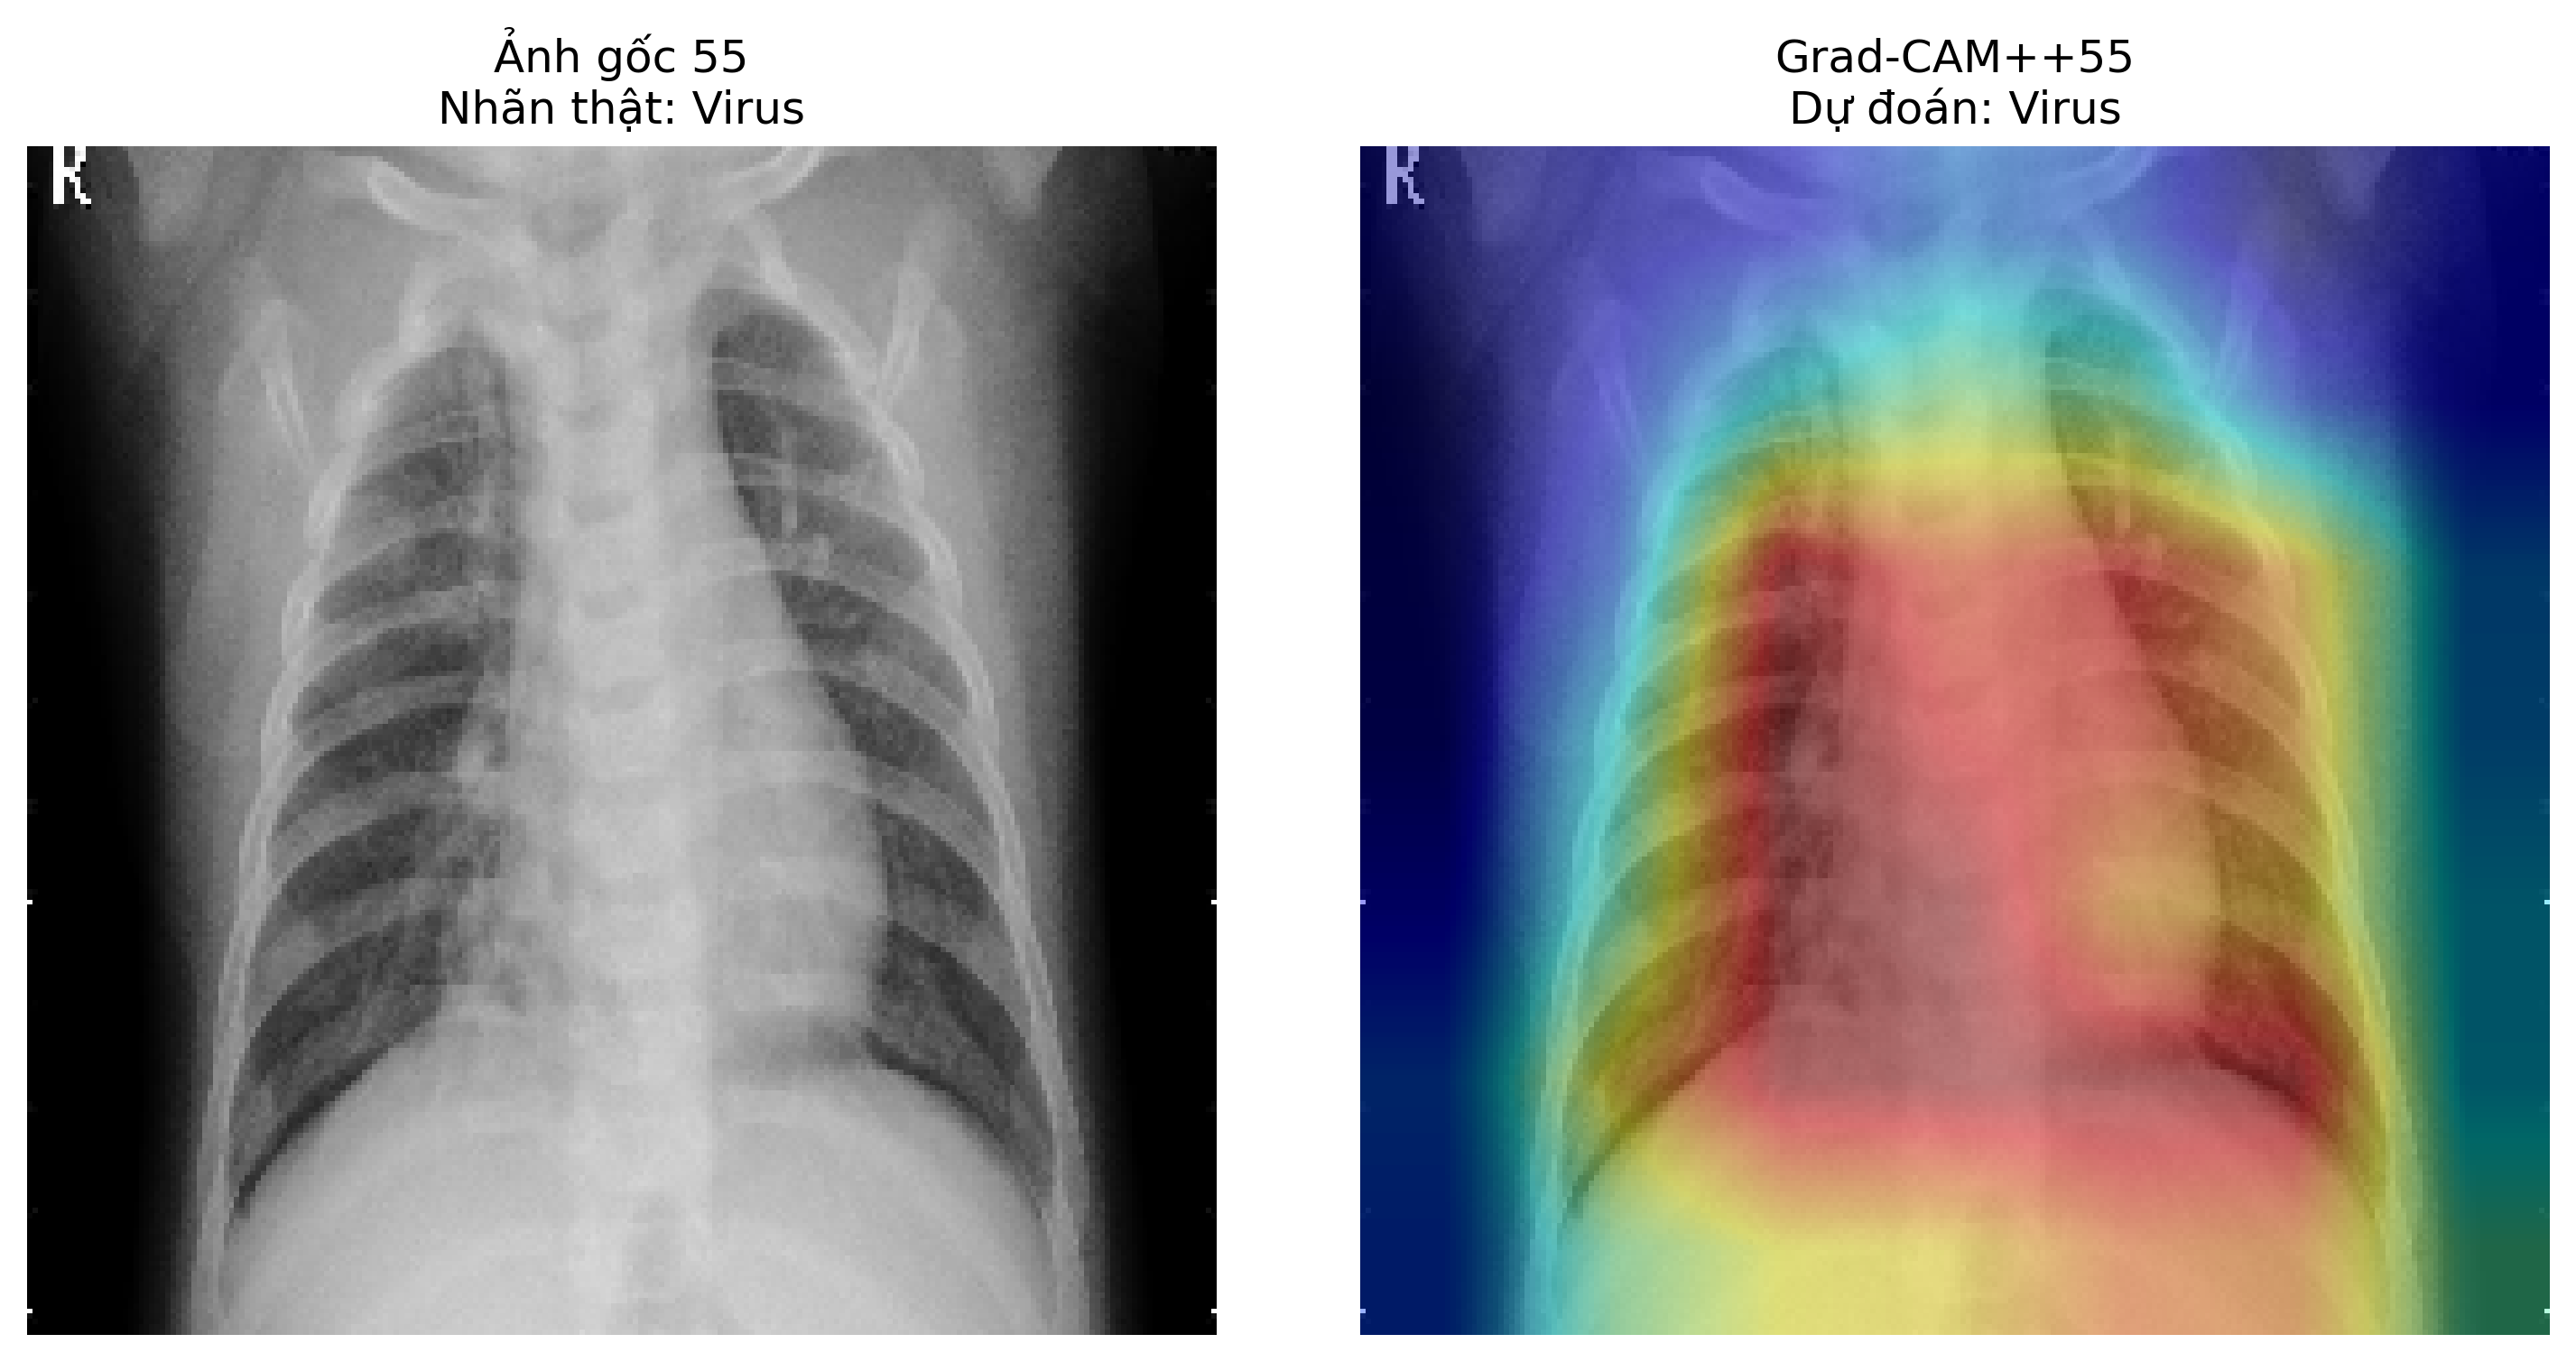 Ảnh gốc 55
Nhãn thật: Virus
Grad-CAM++55
Dự đoán: Virus
R
R